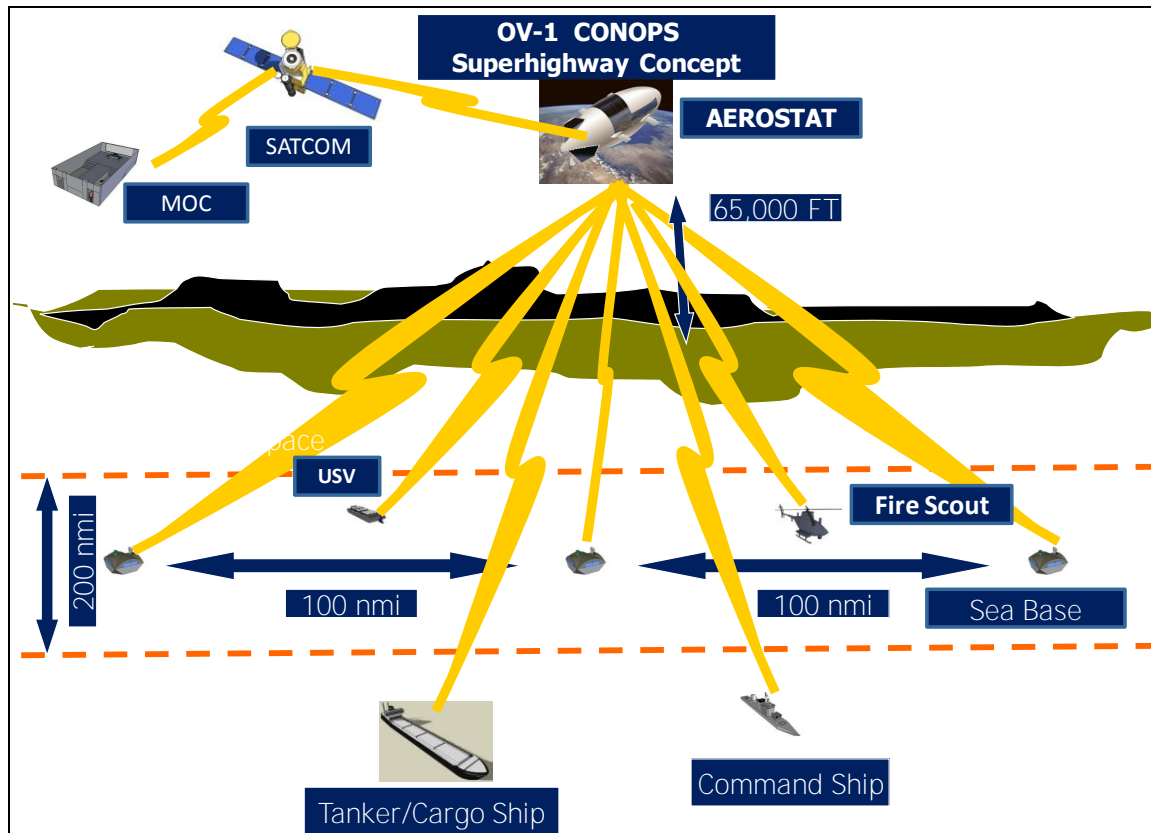 OV-1 CONOPS
Superhighway Concept
AEROSTAT
SATCOM
MOC
65,000 FT
pace
USV
Fire Scout
200 nmi
100 nmi
100 nmi
Sea Base
Command Ship
Tanker/Cargo Ship